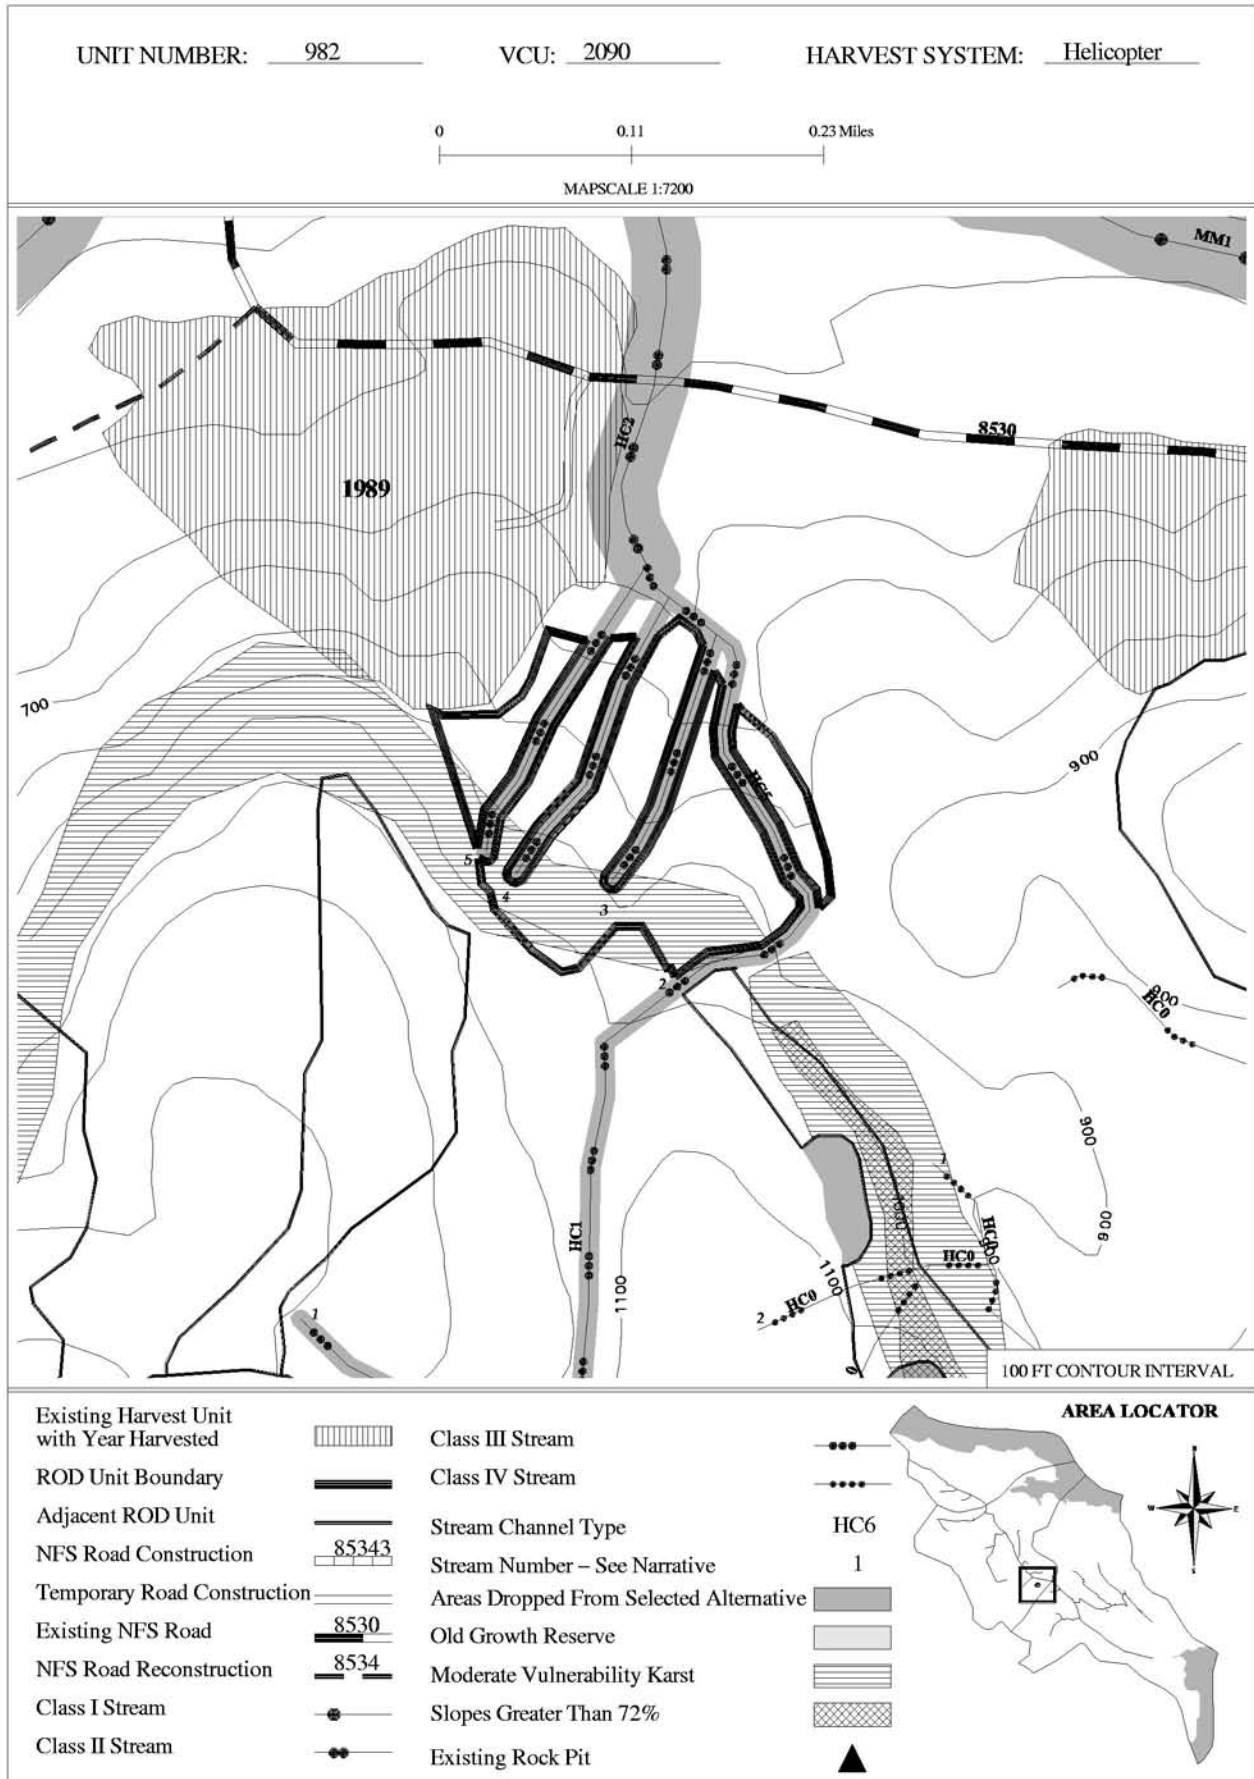 UNIT NUMBER: 982 VCU: 2090 HARVEST SYSTEM: Helicopter
0 0.11 0.23 Miles
MAPSCALE 1:7200
MM1
HC2
8530
1989
700
900
5
4
3
2
900
HC0
HC1
900
900
1
1000
HC0
900
HC0
1100
1100
HC0
2
1
100 FT CONTOUR INTERVAL
Existing Harvest Unit
with Year Harvested
ROD Unit Boundary
Adjacent ROD Unit
NFS Road Construction 85343
Temporary Road Construction
Existing NFS Road 8530
NFS Road Reconstruction 8534
Class I Stream
Class II Stream
Class III Stream
Class IV Stream
Stream Channel Type HC6
Stream Number – See Narrative 1
Areas Dropped From Selected Alternative
Old Growth Reserve
Moderate Vulnerability Karst
Slopes Greater Than 72%
Existing Rock Pit
AREA LOCATOR
N
W E
S